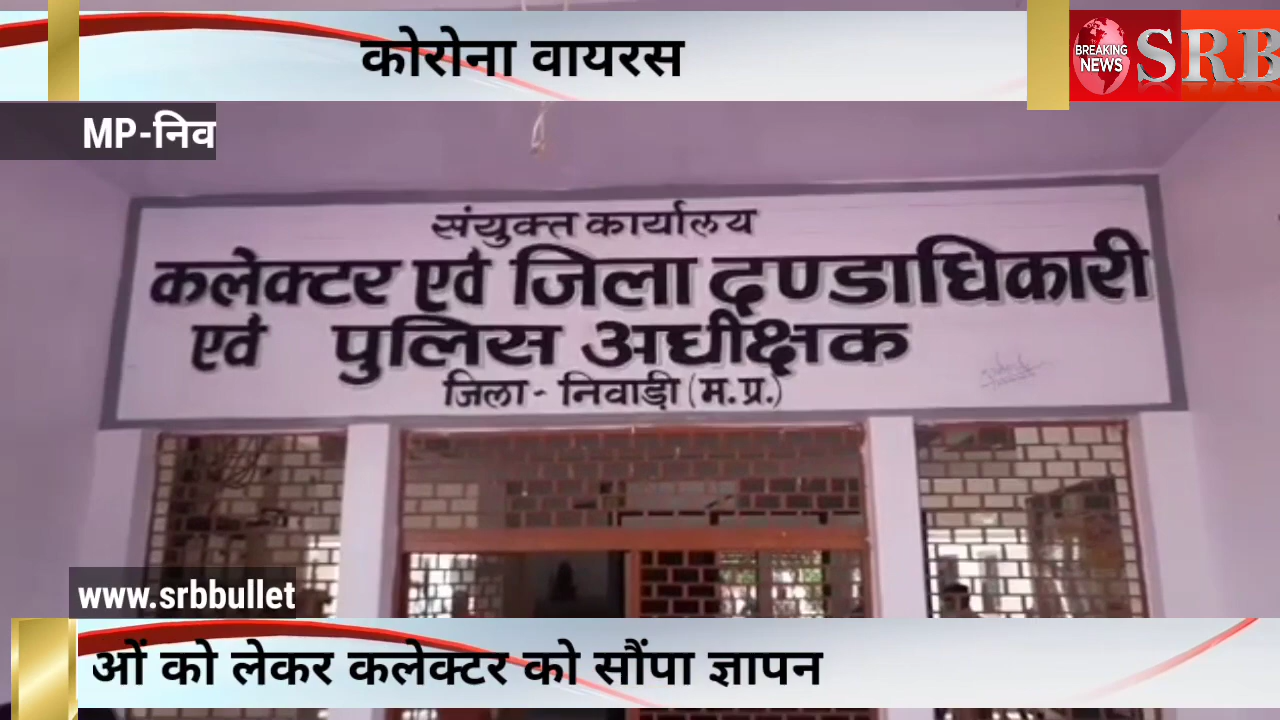 कोरोना वायरस
BREAKING
NEWS
SRB
MP-निव
संयुक्त कार्यालय
कलेक्टर एवं जिला दण्डाधिकारी
एवं पुलिस अधीक्षक
जिला - निवाड़ी (म.प्र.)
www.srbbullet
ओं को लेकर कलेक्टर को सौंपा ज्ञापन